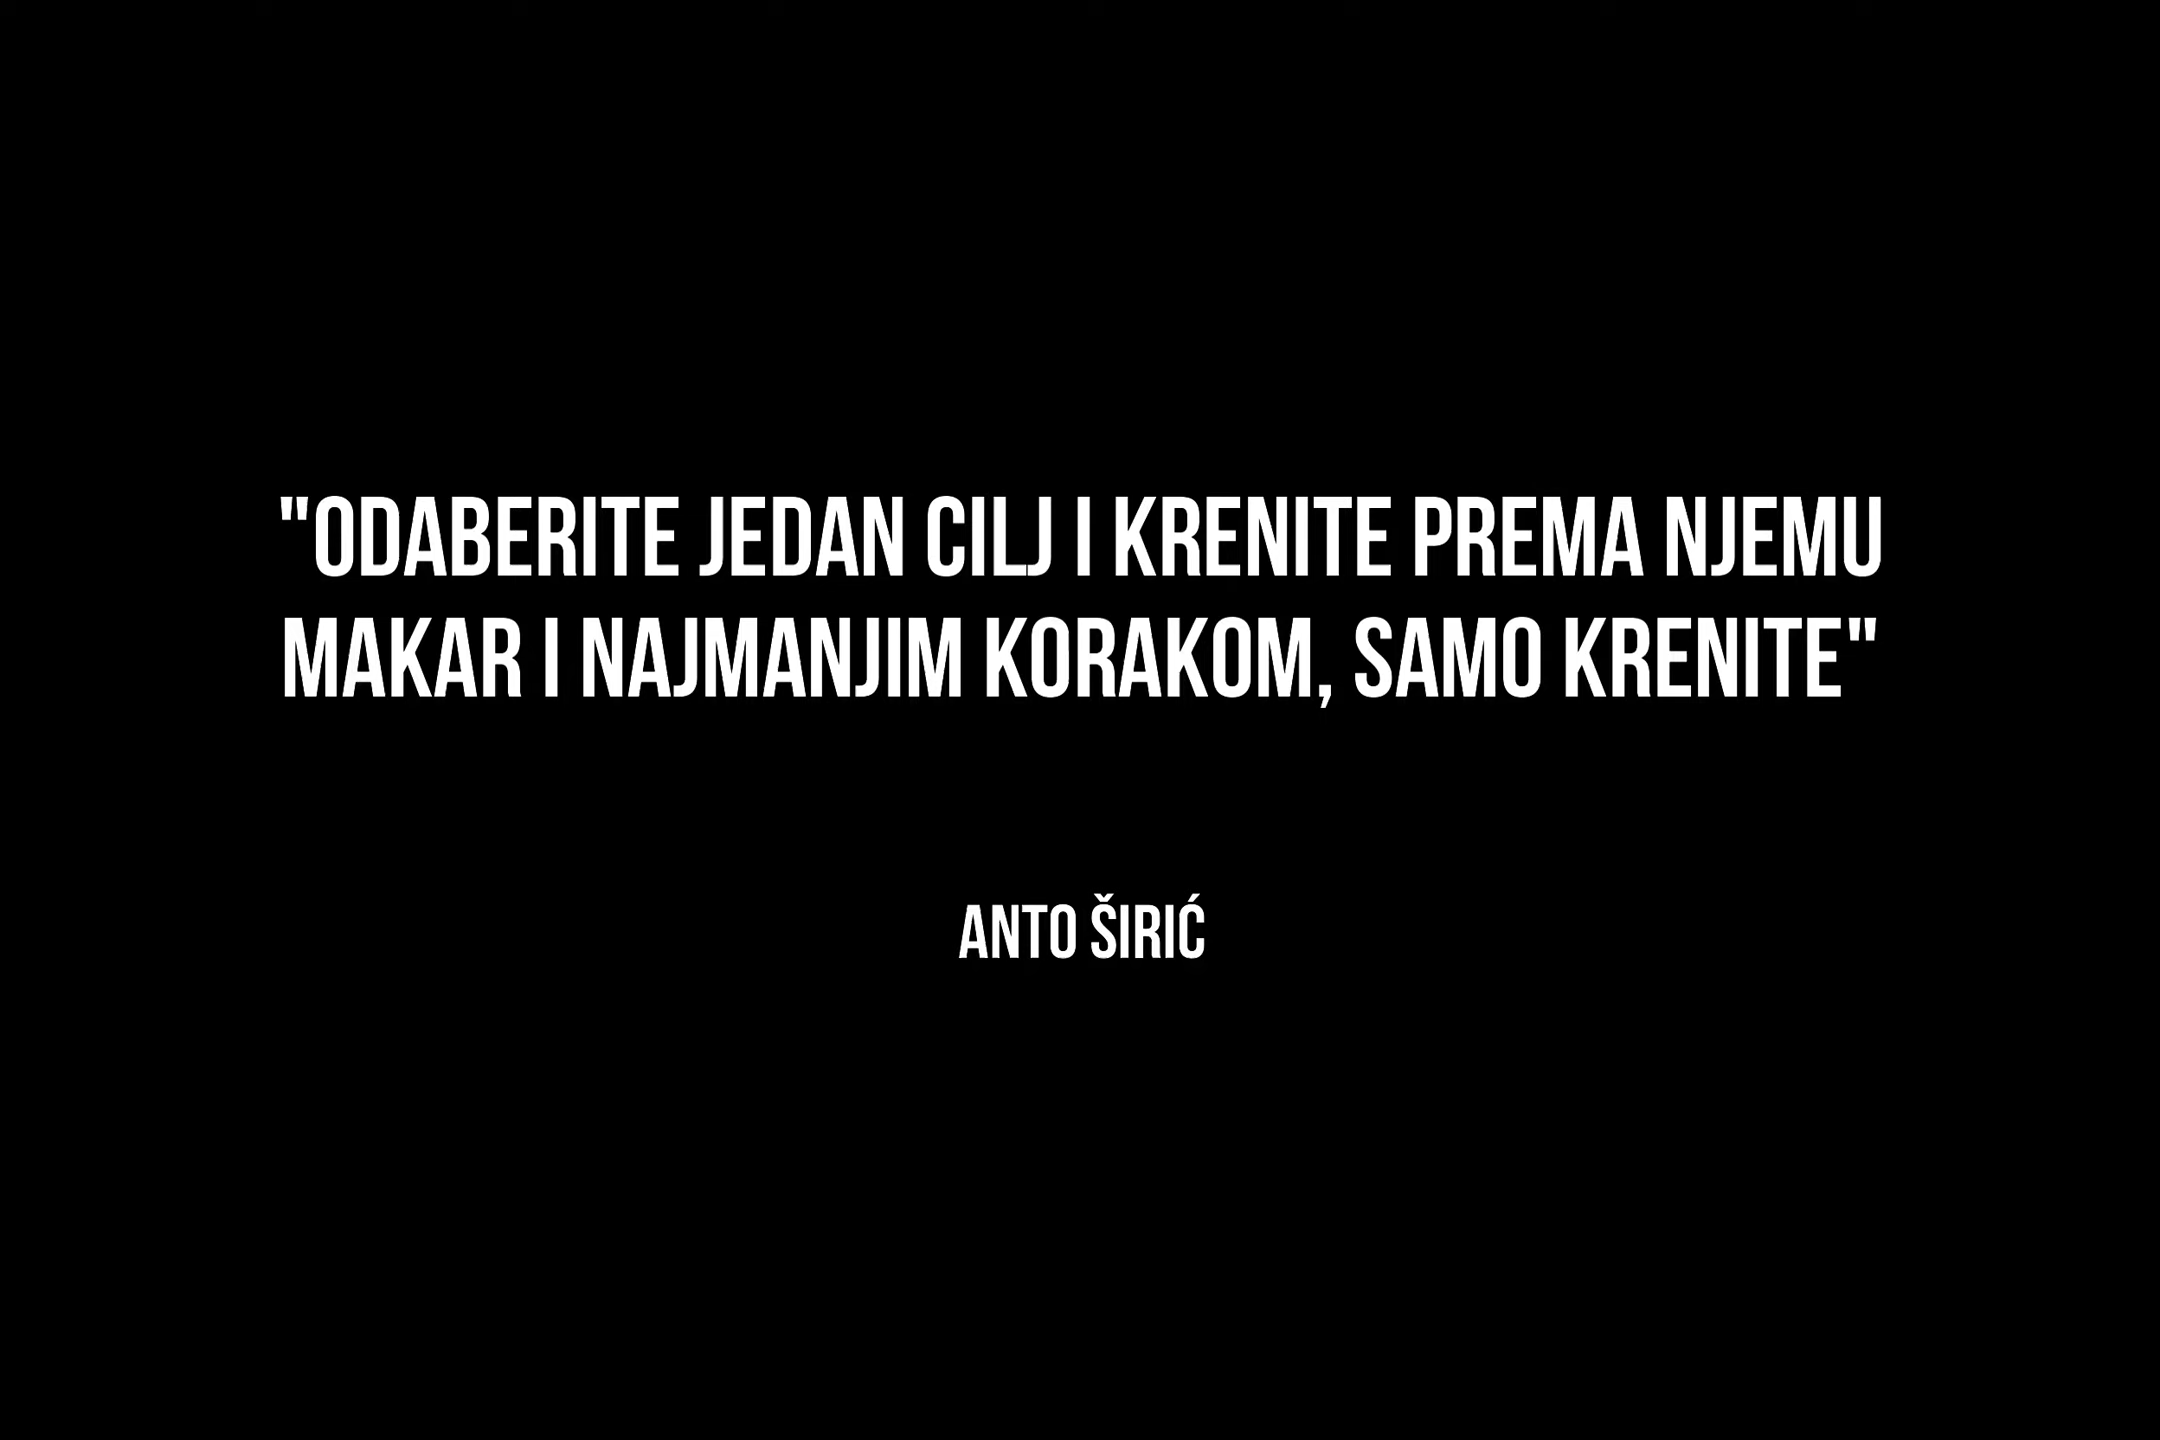 "ODABERITE JEDAN CILJ I KRENITE PREMA NJEMU
MAKAR I NAJMANJIM KORAKOM, SAMO KRENITE"
ANTO ŠIRIĆ